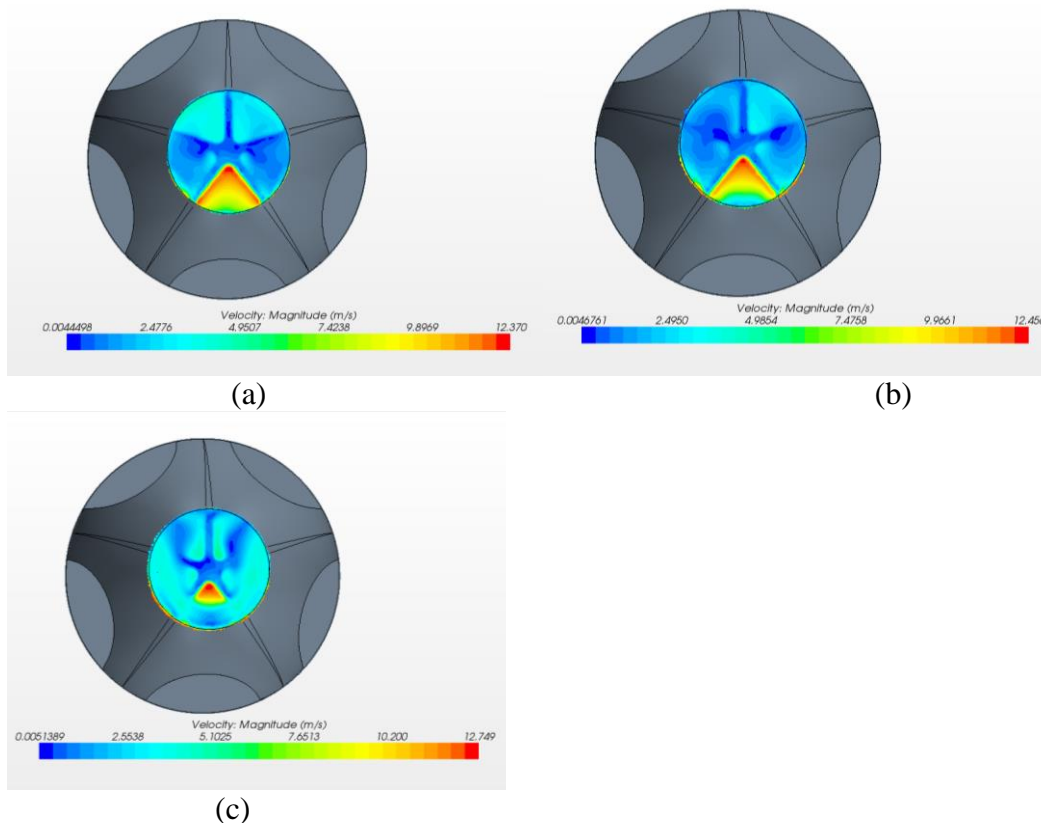 Velocity: Magnitude (m/s)
0.0044498 2.4776 4.9507 7.4238 9.8969 12.370
(a)
Velocity: Magnitude (m/s)
0.0046761 2.4950 4.9854 7.4758 9.9661
(b)
Velocity: Magnitude (m/s)
0.0051389 2.5538 5.1025 7.6513 10.200 12.749
(c)